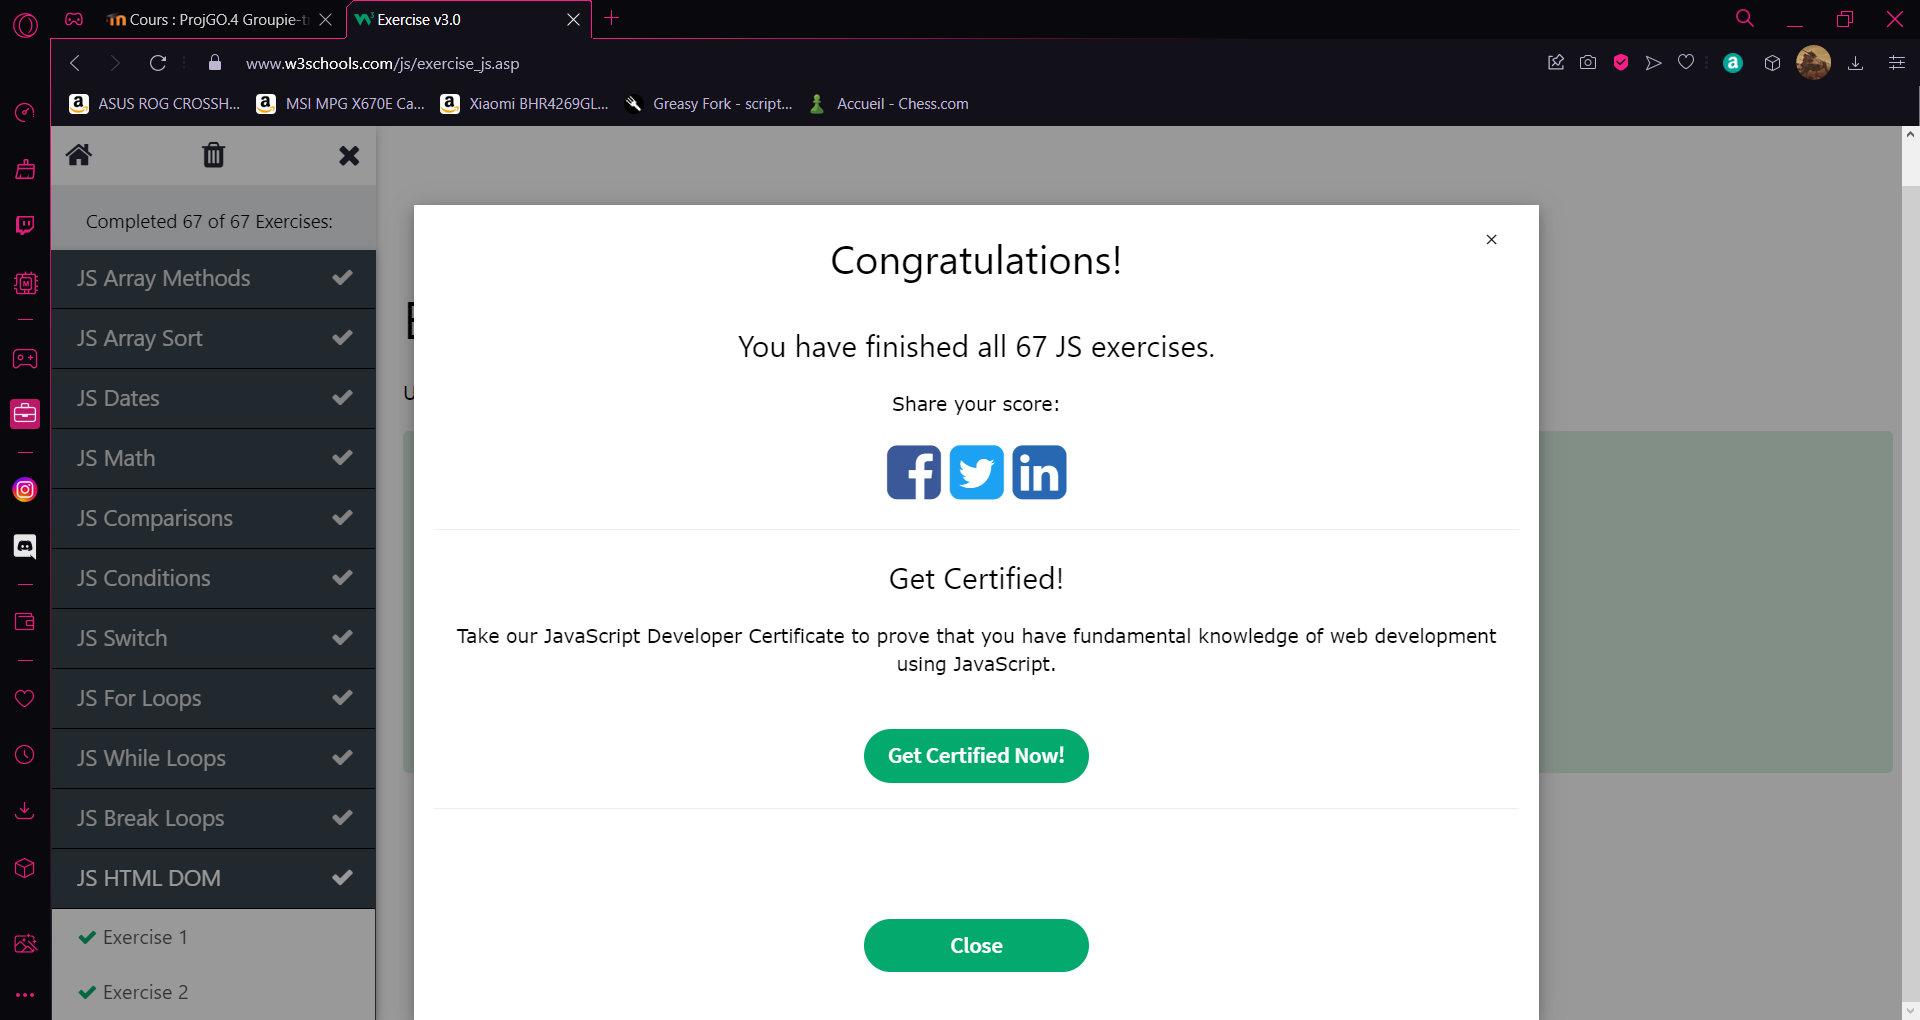 Cours : ProjGO.4 Groupie-t
Exercise v3.0
www.w3schools.com/js/exercise_js.asp
ASUS ROG CROSSH...
MSI MPG X670E Ca...
Xiaomi BHR4269GL...
Greasy Fork - script...
Accueil - Chess.com
Completed 67 of 67 Exercises:
JS Array Methods
JS Array Sort
JS Dates
JS Math
JS Comparisons
JS Conditions
JS Switch
JS For Loops
JS While Loops
JS Break Loops
JS HTML DOM
Exercise 1
Exercise 2
Congratulations!
You have finished all 67 JS exercises.
Share your score:
Get Certified!
Take our JavaScript Developer Certificate to prove that you have fundamental knowledge of web development
using JavaScript.
Get Certified Now!
Close